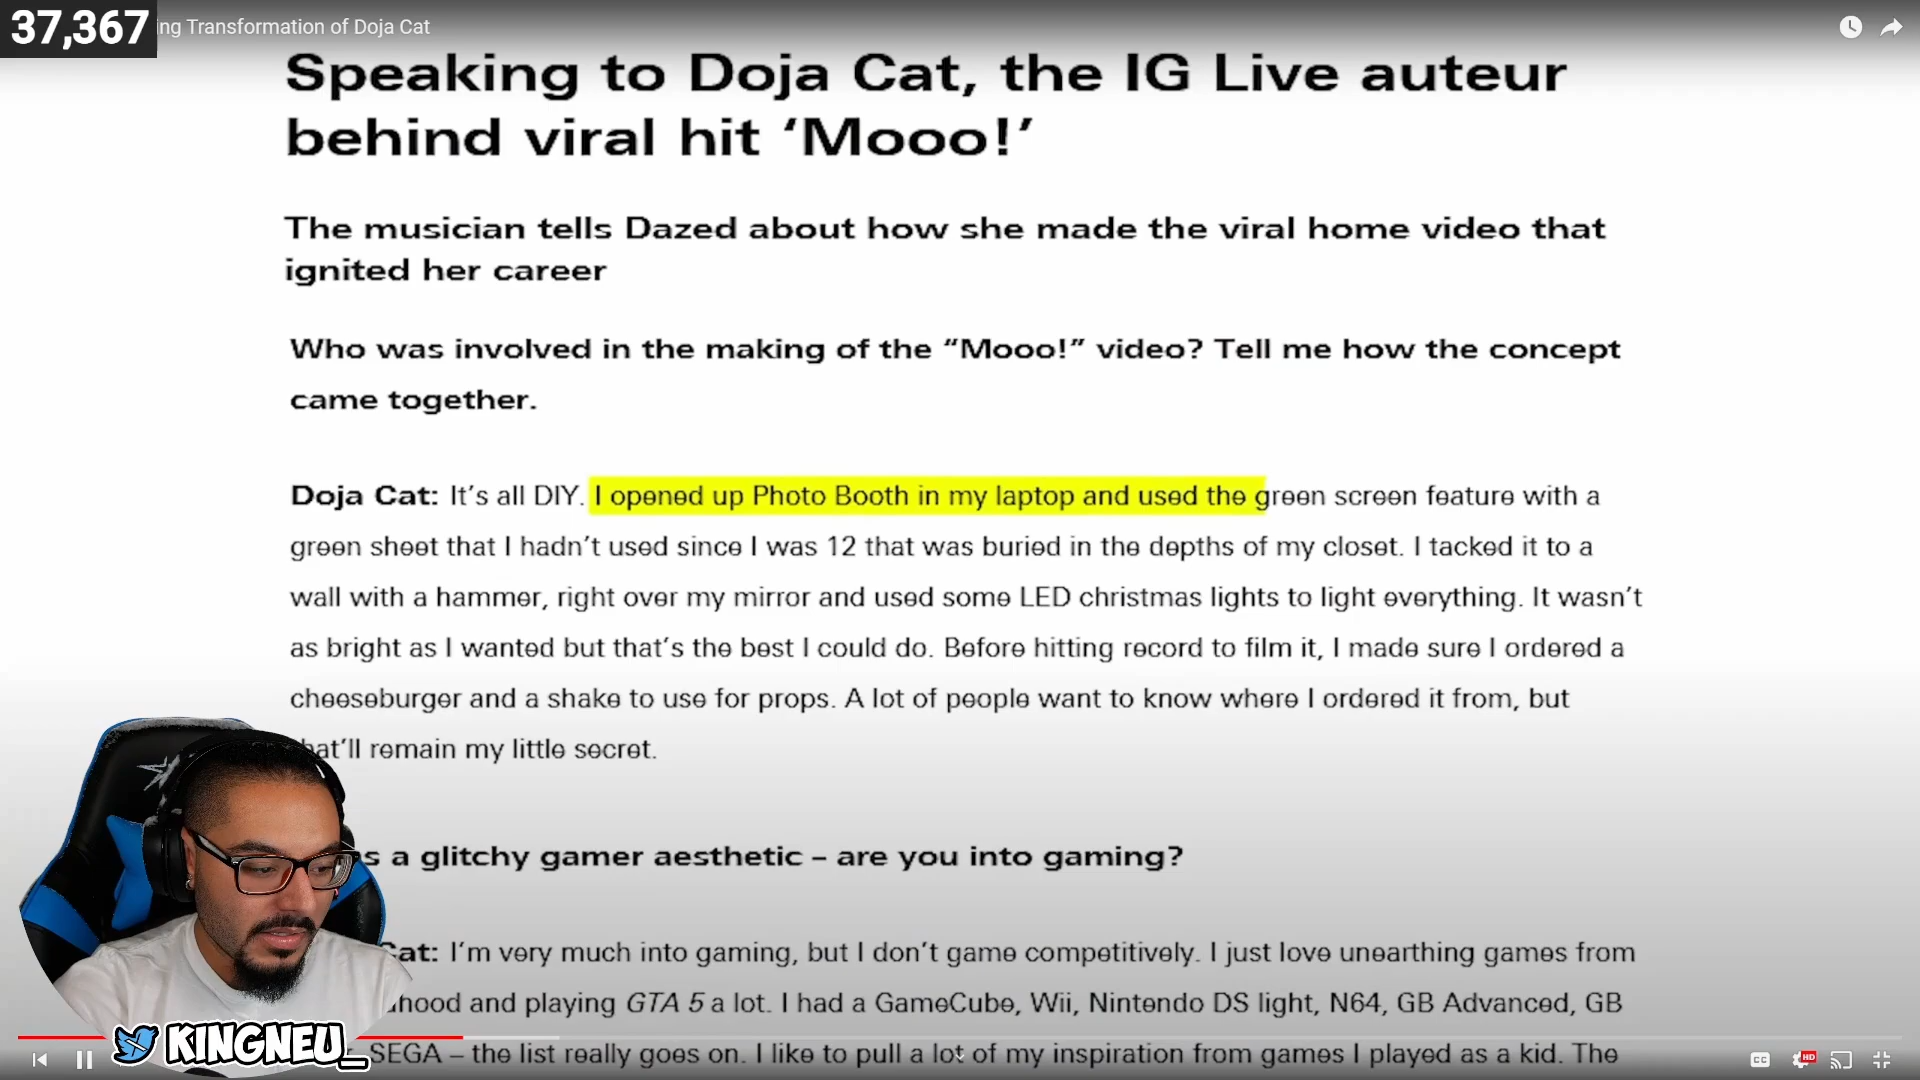 37,367
ing Transformation of Doja Cat
Speaking to Doja Cat, the IG Live auteur
behind viral hit ‘Mooo!’
The musician tells Dazed about how she made the viral home video that
ignited her career
Who was involved in the making of the “Mooo!” video? Tell me how the concept
came together.
Doja Cat: It’s all DIY. I opened up Photo Booth in my laptop and used the green screen feature with a
green sheet that I hadn’t used since I was 12 that was buried in the depths of my closet. I tacked it to a
wall with a hammer, right over my mirror and used some LED christmas lights to light everything. It wasn’t
as bright as I wanted but that’s the best I could do. Before hitting record to film it, I made sure I ordered a
cheeseburger and a shake to use for props. A lot of people want to know where I ordered it from, but
hat’ll remain my little secret.
s a glitchy gamer aesthetic – are you into gaming?
Cat: I’m very much into gaming, but I don’t game competitively. I just love unearthing games from
hood and playing GTA 5 a lot. I had a GameCube, Wii, Nintendo DS light, N64, GB Advanced, GB
SEGA – the list really goes on. I like to pull a lot of my inspiration from games I played as a kid. The
KINGNEU_
CC
HD